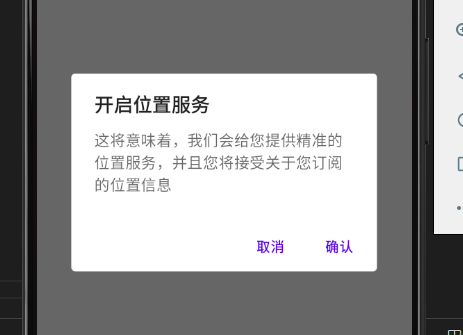 开启位置服务
这将意味着，我们会给您提供精准的
位置服务，并且您将接受关于您订阅
的位置信息
取消 确认